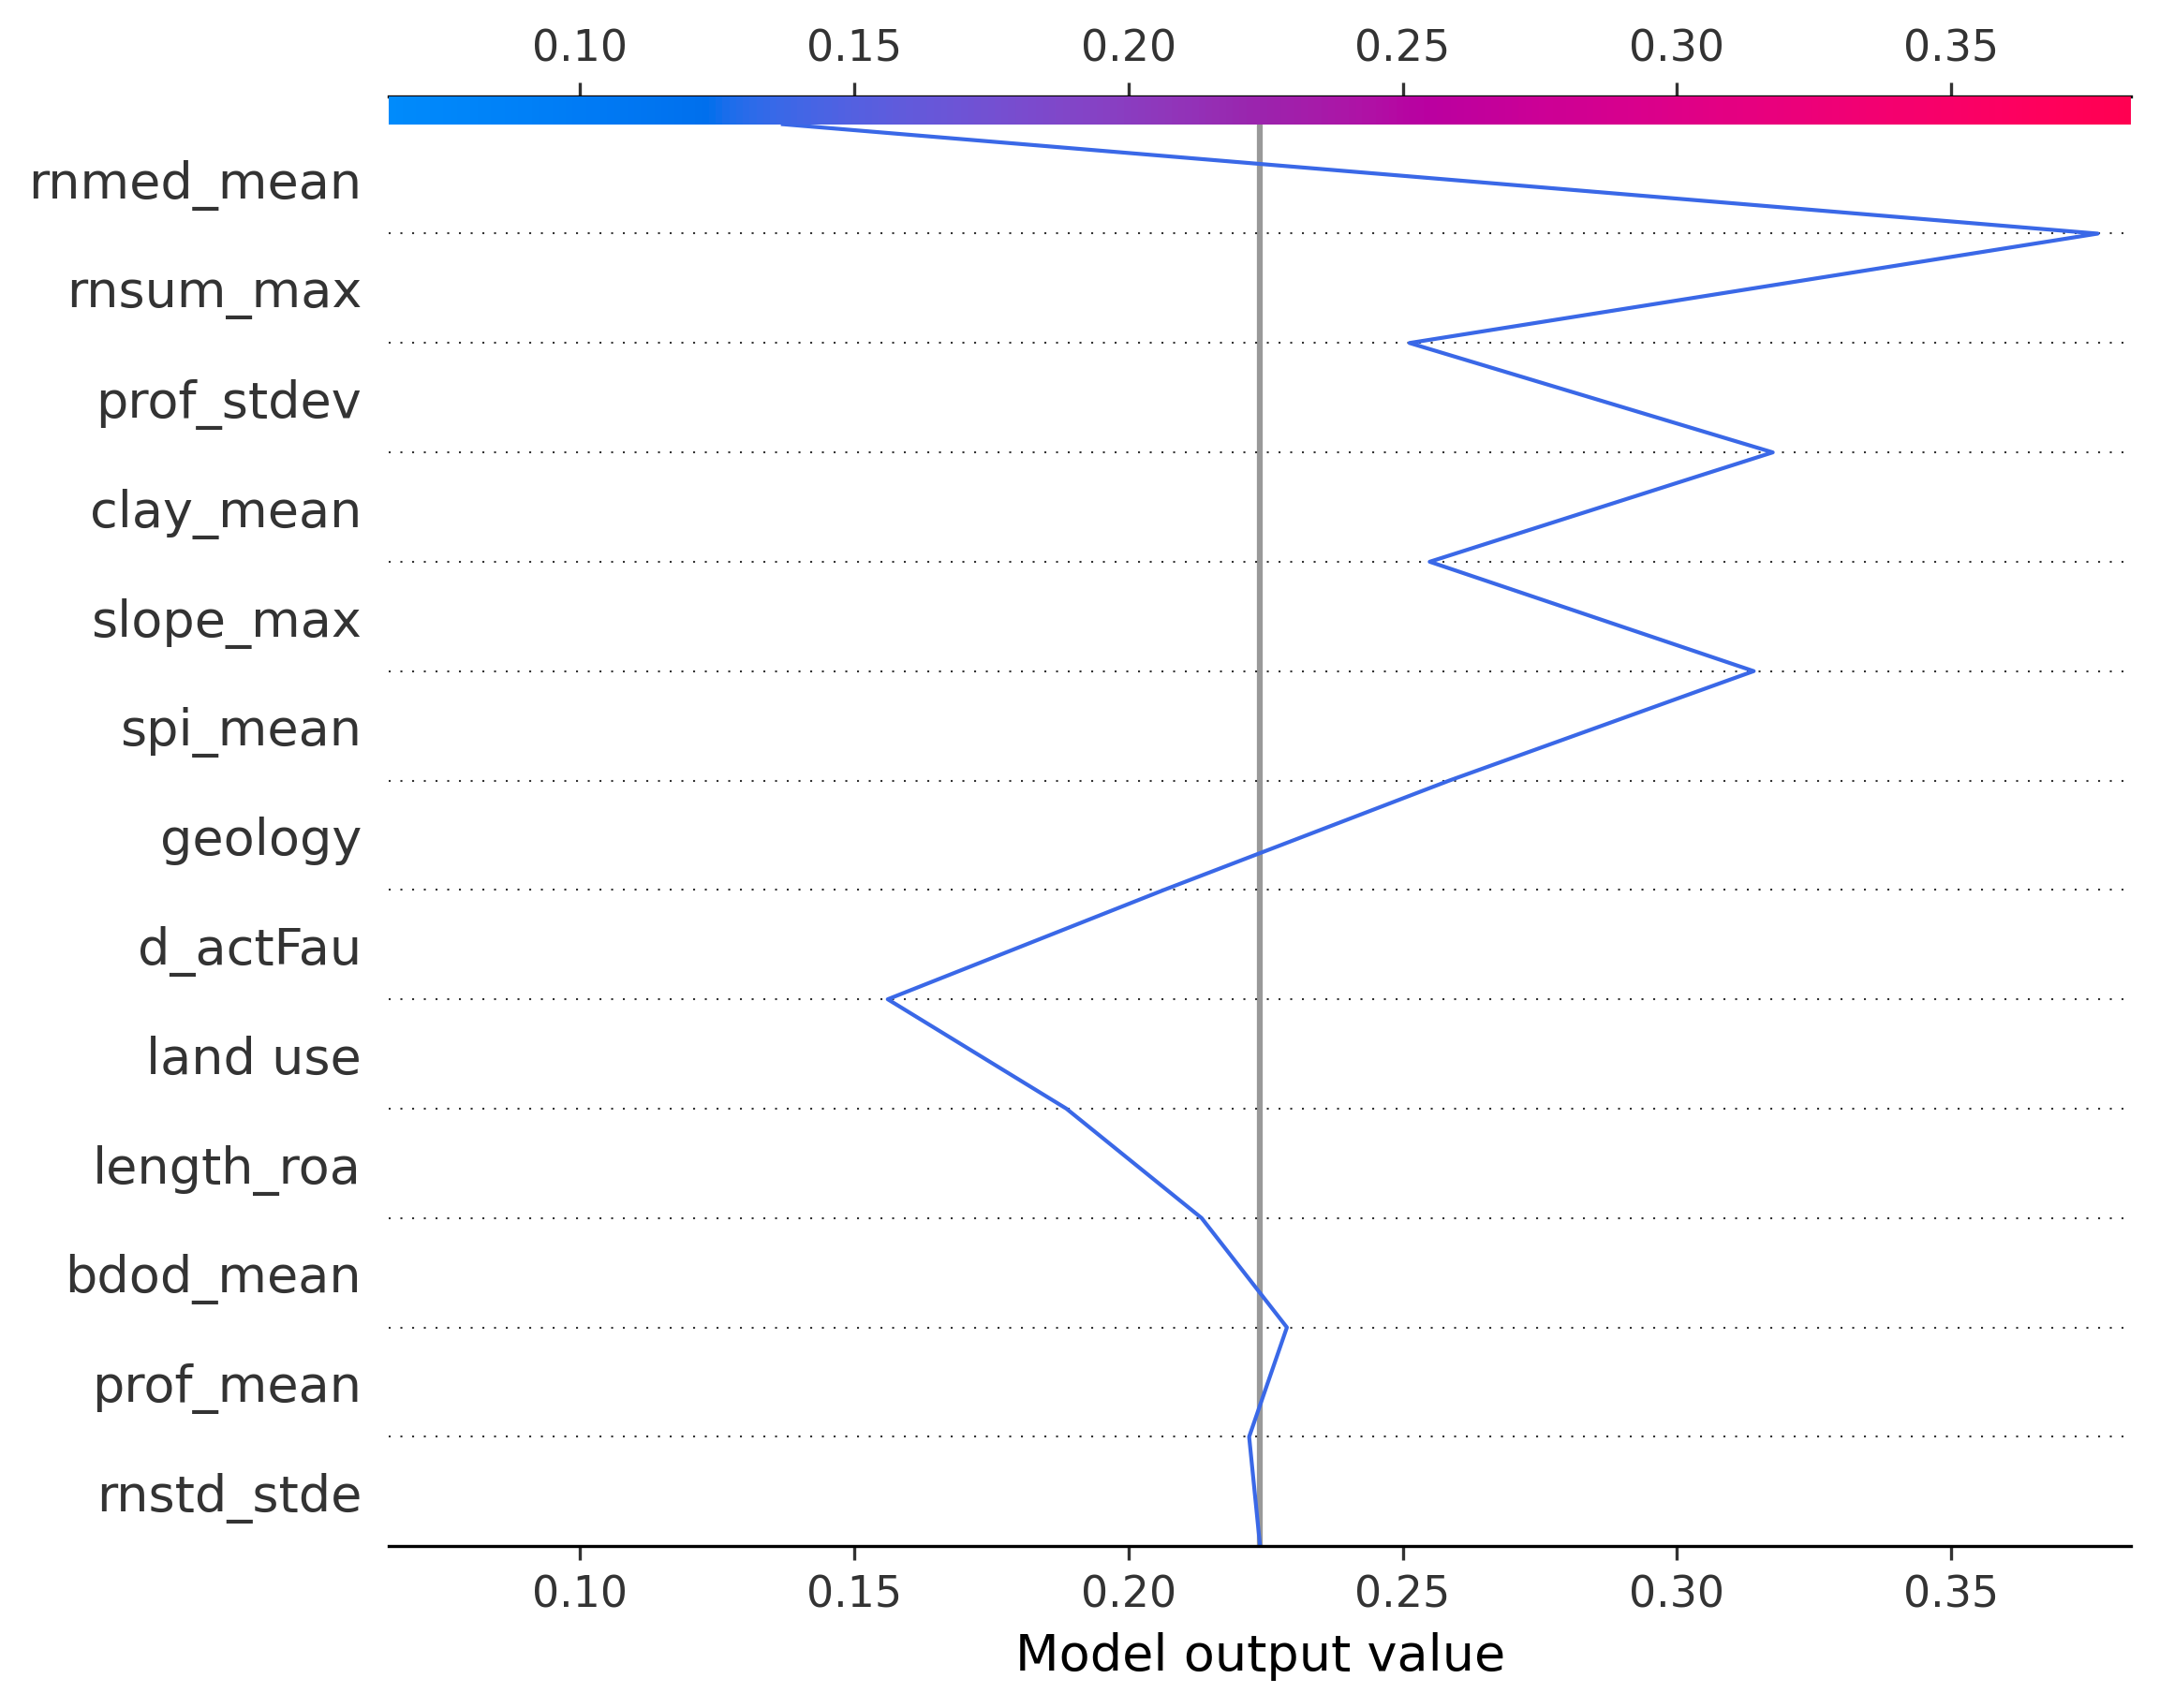 0.10 0.15 0.20 0.25 0.30 0.35
rnmed_mean
rnsum_max
prof_stdev
clay_mean
slope_max
spi_mean
geology
d_actFau
land use
length_roa
bdod_mean
prof_mean
rnstd_stde
0.10 0.15 0.20 0.25 0.30 0.35
Model output value